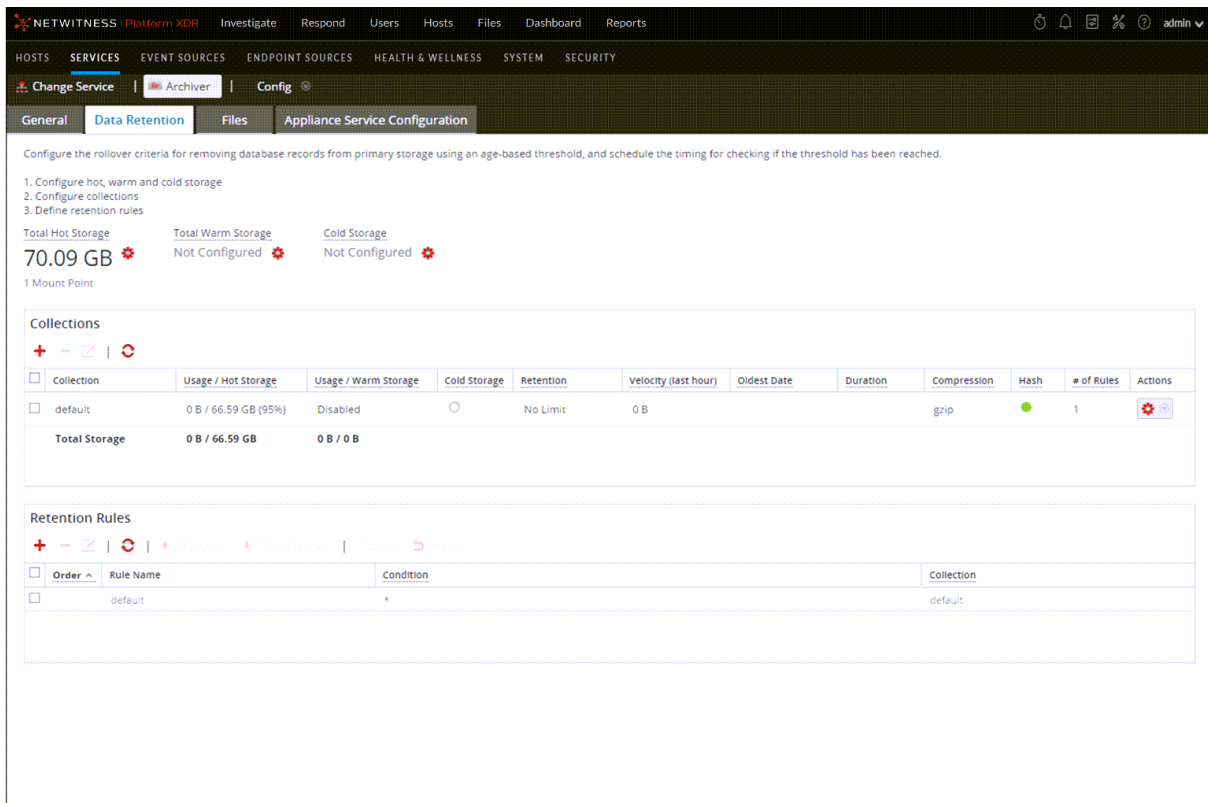 NETWITNESS Platform XDR Investigate Respond Users Hosts Files Dashboard Reports admin
HOSTS SERVICES EVENT SOURCES ENDPOINT SOURCES HEALTH & WELLNESS SYSTEM SECURITY
Change Service | Archiver | Config
General Data Retention Files Appliance Service Configuration
Configure the rollover criteria for removing database records from primary storage using an age-based threshold, and schedule the timing for checking if the threshold has been reached.
1. Configure hot, warm and cold storage
2. Configure collections
3. Define retention rules
Total Hot Storage Total Warm Storage Cold Storage
70.09 GB Not Configured Not Configured
1 Mount Point
Collections
Collection Usage / Hot Storage Usage / Warm Storage Cold Storage Retention Velocity (last hour) Oldest Date Duration Compression Hash # of Rules Actions
default 0 B / 66.59 GB (95%) Disabled No Limit 0 B gzip 1
Total Storage 0 B / 66.59 GB 0 B / 0 B
Retention Rules
Order Rule Name Condition Collection
default * default